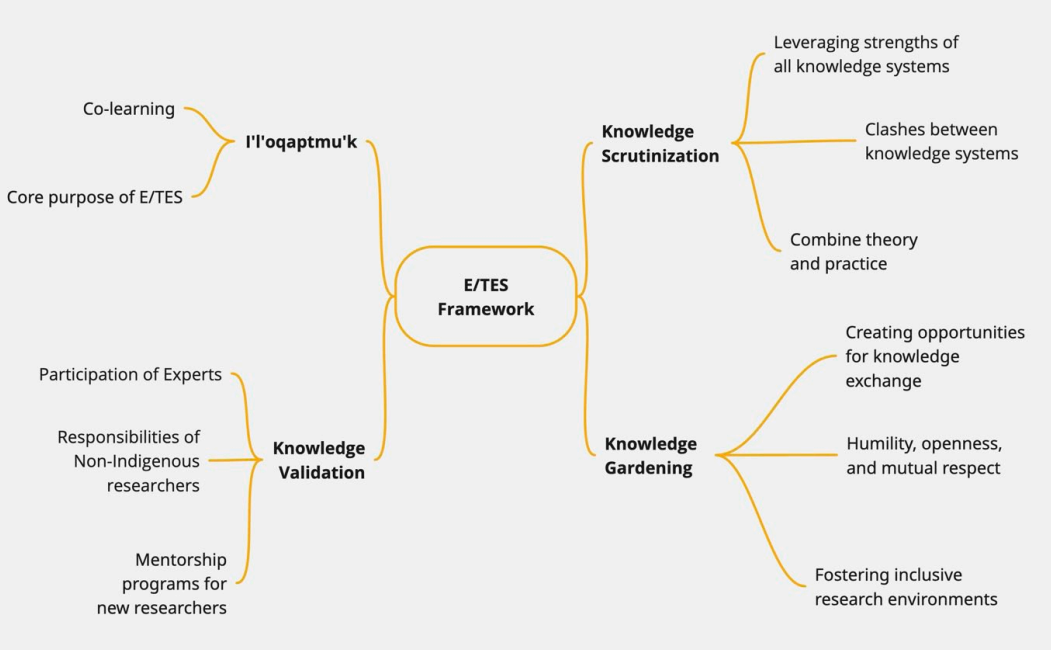 Co-learning
I'l'oqaptmu'k
Core purpose of E/TES
Knowledge
Scrutinization
Leveraging strengths of
all knowledge systems
Clashes between
knowledge systems
Combine theory
and practice
E/TES
Framework
Participation of Experts
Responsibilities of
Non-Indigenous
researchers
Mentorship
programs for
new researchers
Knowledge
Validation
Knowledge
Gardening
Creating opportunities
for knowledge
exchange
Humility, openness,
and mutual respect
Fostering inclusive
research environments